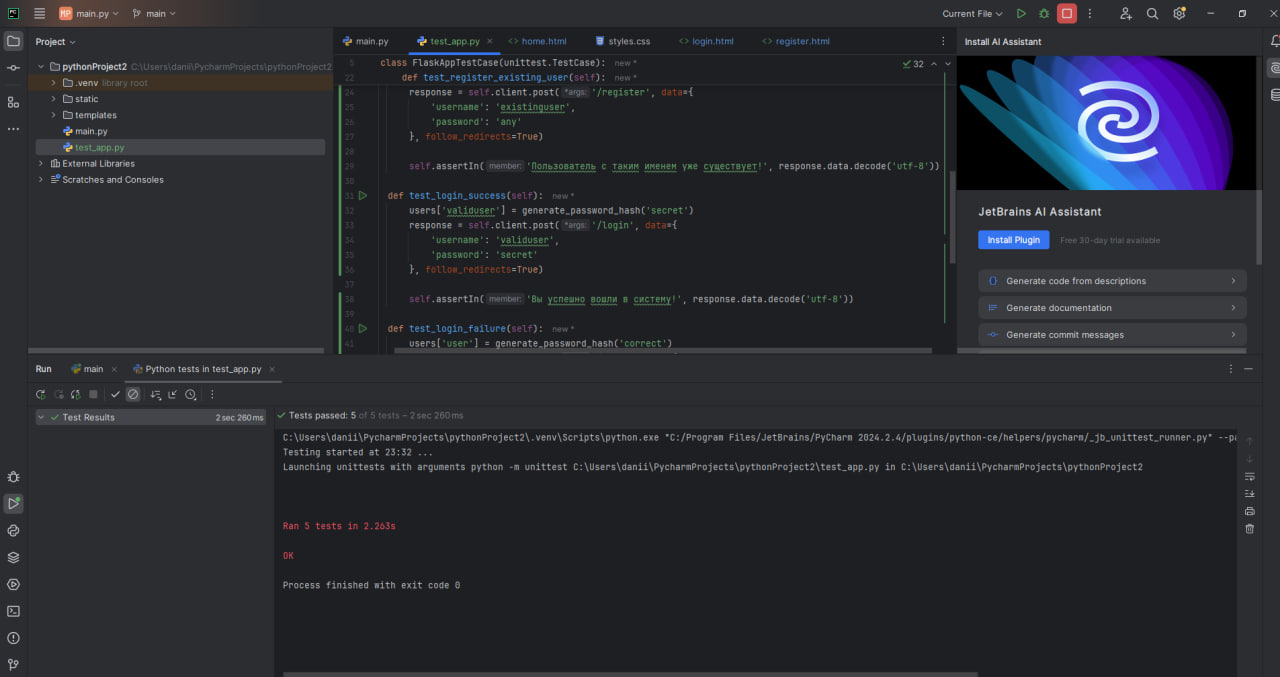 PC
MP main.py
main
Current File
Project
main.py
test_app.py
home.html
styles.css
login.html
register.html
Install AI Assistant
pythonProject2 C:\Users\danii\PycharmProjects\pythonProject2
.venv library root
static
templates
main.py
test_app.py
External Libraries
Scratches and Consoles
5 class FlaskAppTestCase(unittest.TestCase): new *
32
22 def test_register_existing_user(self): new *
24 response = self.client.post( *args: '/register', data={
25 'username': 'existinguser',
26 'password': 'any'
27 }, follow_redirects=True)
28
29 self.assertIn( member: 'Пользователь с таким именем уже существует!', response.data.decode('utf-8'))
30
31 def test_login_success(self): new *
32 users['validuser'] = generate_password_hash('secret')
33 response = self.client.post( *args: '/login', data={
34 'username': 'validuser',
35 'password': 'secret'
36 }, follow_redirects=True)
37
38 self.assertIn( member: 'Вы успешно вошли в систему!', response.data.decode('utf-8'))
39
40 def test_login_failure(self): new *
41 users['user'] = generate_password_hash('correct')
JetBrains AI Assistant
Install Plugin Free 30-day trial available
Generate code from descriptions
Generate documentation
Generate commit messages
Run
main
Python tests in test_app.py
Test Results 2 sec 260 ms
Tests passed: 5 of 5 tests – 2 sec 260 ms
C:\Users\danii\PycharmProjects\pythonProject2\.venv\Scripts\python.exe "C:/Program Files/JetBrains/PyCharm 2024.2.4/plugins/python-ce/helpers/pycharm/_jb_unittest_runner.py" --pa
Testing started at 23:32 ...
Launching unittests with arguments python -m unittest C:\Users\danii\PycharmProjects\pythonProject2\test_app.py in C:\Users\danii\PycharmProjects\pythonProject2
Ran 5 tests in 2.263s
OK
Process finished with exit code 0